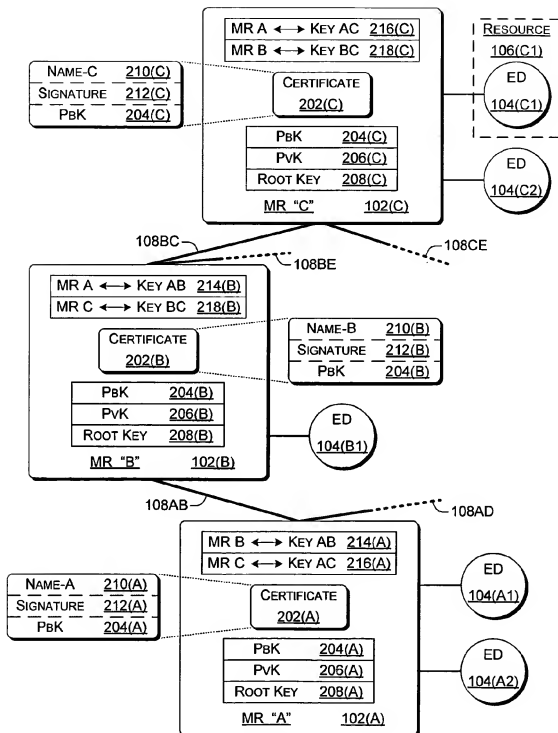 MR A ↔ KEY AC 216(C)
MR B ↔ KEY BC 218(C)
RESOURCE
106(C1)
NAME-C 210(C)
SIGNATURE 212(C)
PBK 204(C)
CERTIFICATE
202(C)
ED
104(C1)
PBK 204(C)
PVK 206(C)
ROOT KEY 208(C)
MR "C" 102(C)
ED
104(C2)
108BC
108BE
108CE
MR A ↔ KEY AB 214(B)
MR C ↔ KEY BC 218(B)
CERTIFICATE
202(B)
NAME-B 210(B)
SIGNATURE 212(B)
PBK 204(B)
PBK 204(B)
PVK 206(B)
ROOT KEY 208(B)
MR "B" 102(B)
ED
104(B1)
108AB
108AD
MR B ↔ KEY AB 214(A)
MR C ↔ KEY AC 216(A)
NAME-A 210(A)
SIGNATURE 212(A)
PBK 204(A)
CERTIFICATE
202(A)
ED
104(A1)
PBK 204(A)
PVK 206(A)
ROOT KEY 208(A)
MR "A" 102(A)
ED
104(A2)